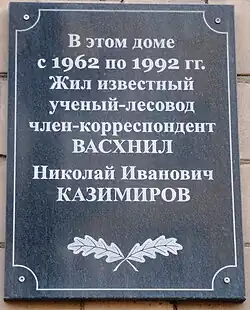 В этом доме
с 1962 по 1992 гг.
Жил известный
ученый-лесовод
член-корреспондент
ВАСХНИЛ
Николай Иванович
КАЗИМИРОВ